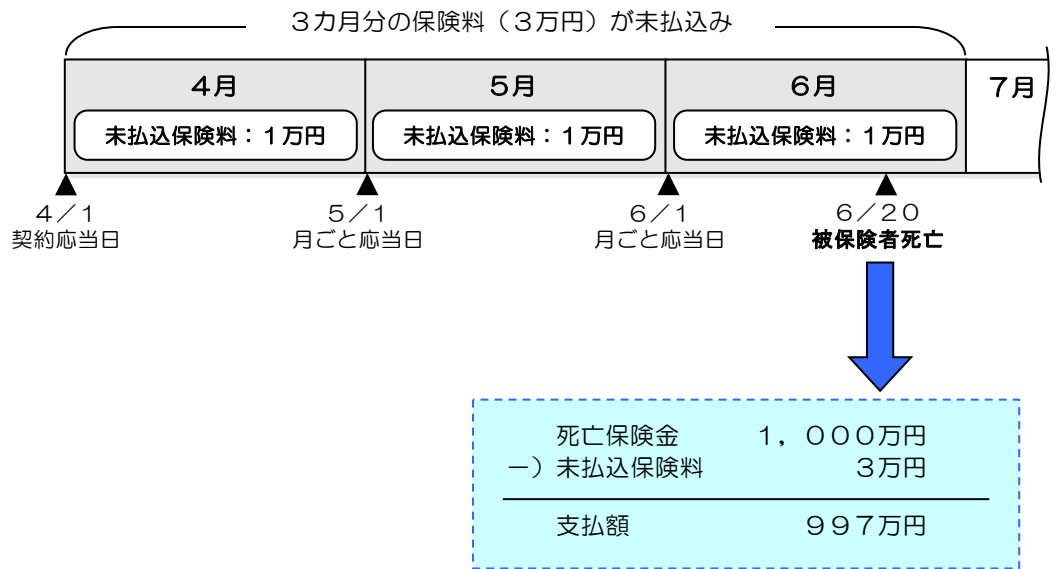 ３カ月分の保険料（３万円）が未払込み
４月 ５月 ６月 ７月
未払込保険料：１万円 未払込保険料：１万円 未払込保険料：１万円
４／１ ５／１ ６／１ ６／２０
契約応当日 月ごと応当日 月ごと応当日 被保険者死亡
死亡保険金 １，０００万円
－）未払込保険料 ３万円
支払額 ９９７万円